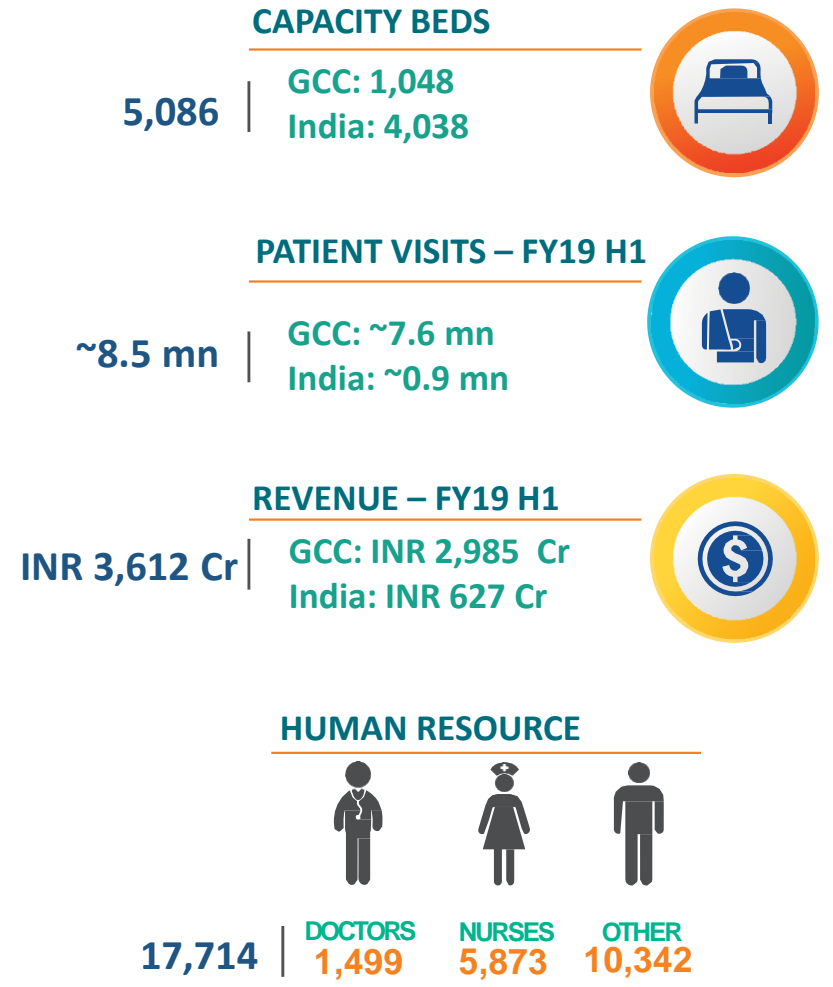 CAPACITY BEDS
5,086
GCC: 1,048
India: 4,038
PATIENT VISITS – FY19 H1
~8.5 mn
GCC: ~7.6 mn
India: ~0.9 mn
REVENUE – FY19 H1
INR 3,612 Cr
GCC: INR 2,985 Cr
India: INR 627 Cr
$
HUMAN RESOURCE
17,714
DOCTORS NURSES OTHER
1,499 5,873 10,342